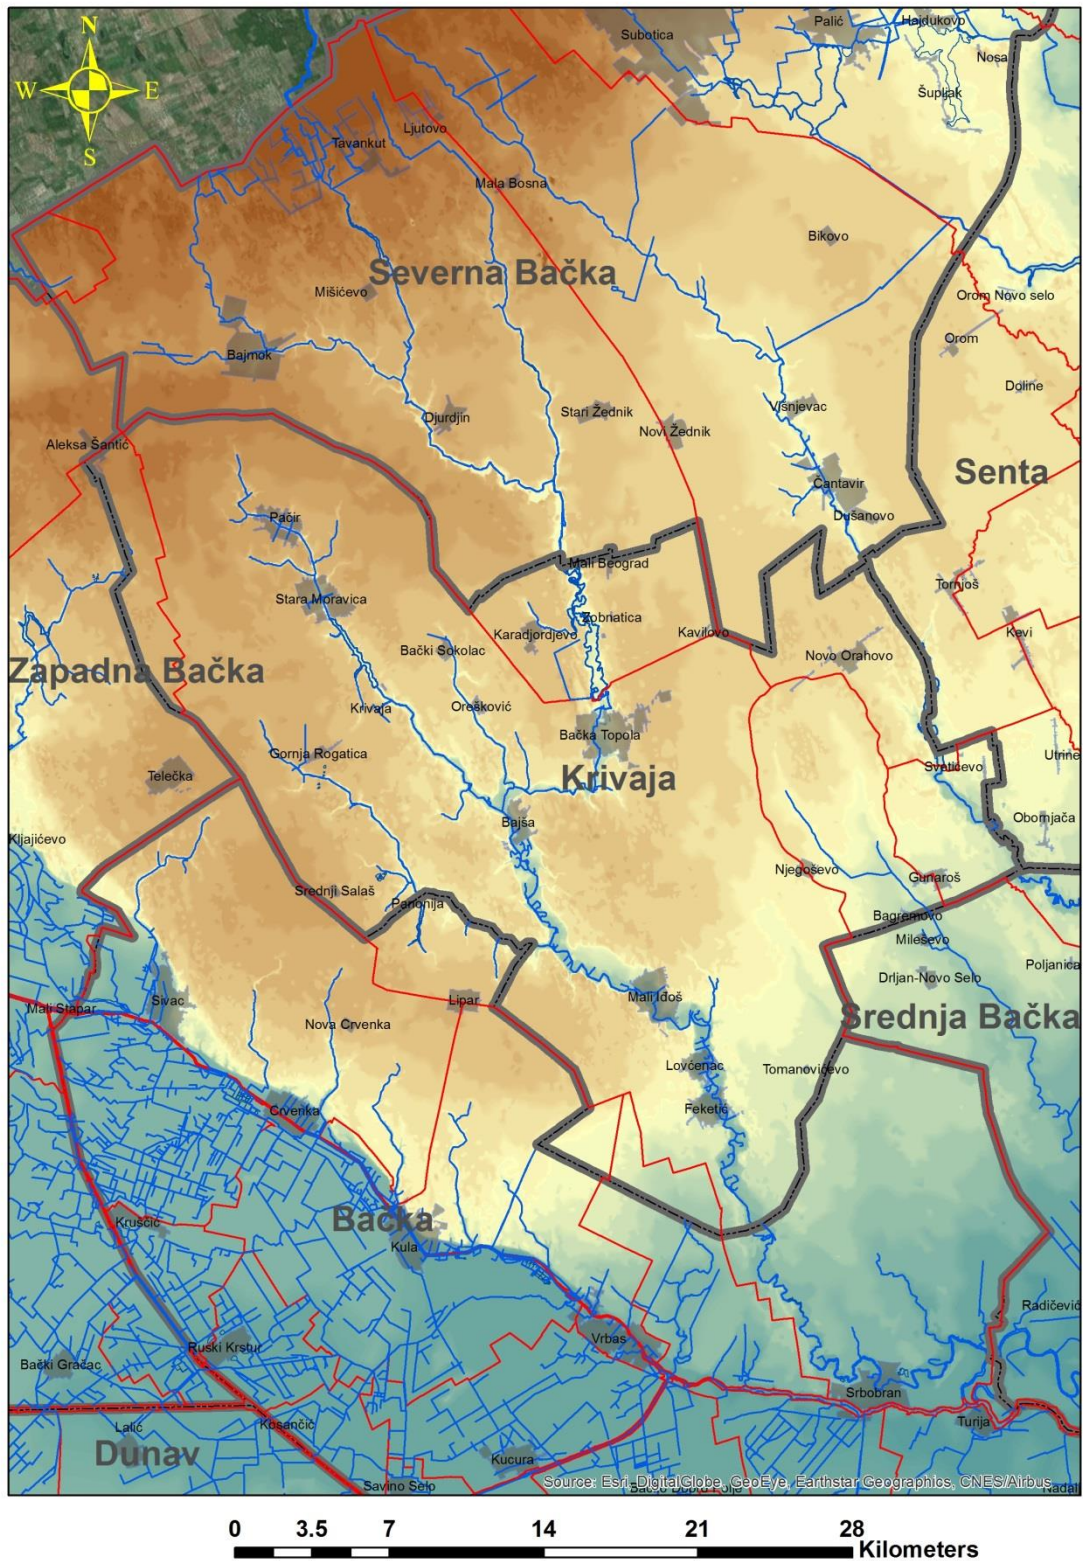 N
Subotica
Palić
Hajdukovo
Nosa
W
E
Šupljak
S
Ljutovo
Tavankut
Mala Bosna
Bikovo
Severna Bačka
Mišićevo
Orom Novo selo
Orom
Bajmok
Doline
Djurdjin
Stari Žednik
Višnjevac
Novi Žednik
Aleksa Šantić
Senta
Čantavir
Dušanovo
Pačir
Mali Beograd
Tornjoš
Stara Moravica
Zobnatica
Karadjordjevo
Kavilovo
Kevi
Bački Sokolac
Novo Orahovo
Zapadna Bačka
Krivaja
Orešković
Bačka Topola
Gornja Rogatica
Utrine
Telečka
Krivaja
Svetićevo
Bajša
Obornjača
Kljajićevo
Njegoševo
Gunaroš
Srednji Salaš
Panonija
Bagremovo
Mileševo
Poljanica
Drljan-Novo Selo
Mali Stapar
Sivac
Lipar
Mali Iđoš
Nova Crvenka
Srednja Bačka
Lovćenac
Tomanovićevo
Crvenka
Feketić
Kruščić
Bačka
Kula
Radičević
Vrbas
Bački Gračac
Ruski Krstur
Srbobran
Lalić
Kosančić
Turija
Dunav
Kucura
Savino Selo
Source: Esri, DigitalGlobe, GeoEye, Earthstar Geographics, CNES/Airbus
Bačko Dobro Polje
Nadalj
0 3.5 7 14 21 28
Kilometers